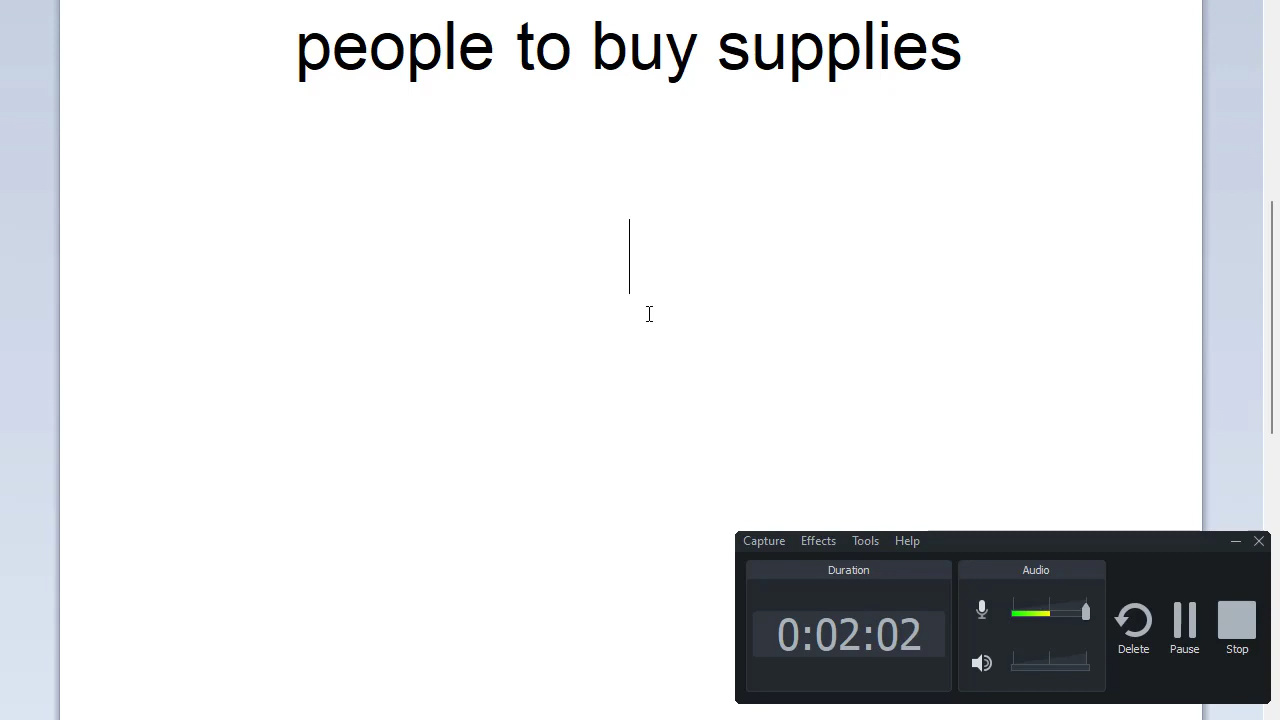 people to buy supplies
Capture Effects Tools Help
Duration
Audio
0:02:02
Delete Pause Stop